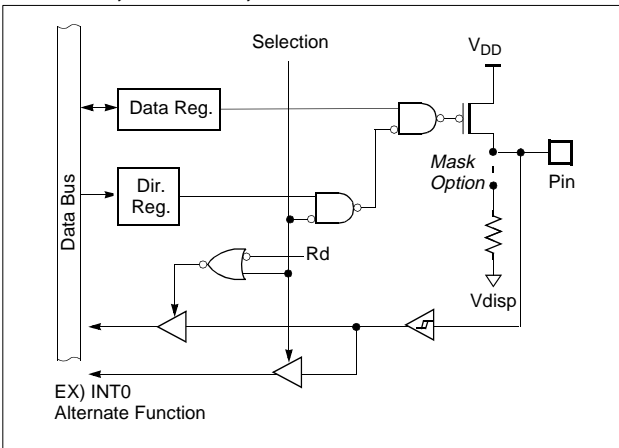 Selection
VDD
Data Reg.
Mask
Option
Pin
Dir.
Reg.
Data Bus
Rd
Vdisp
EX) INT0
Alternate Function